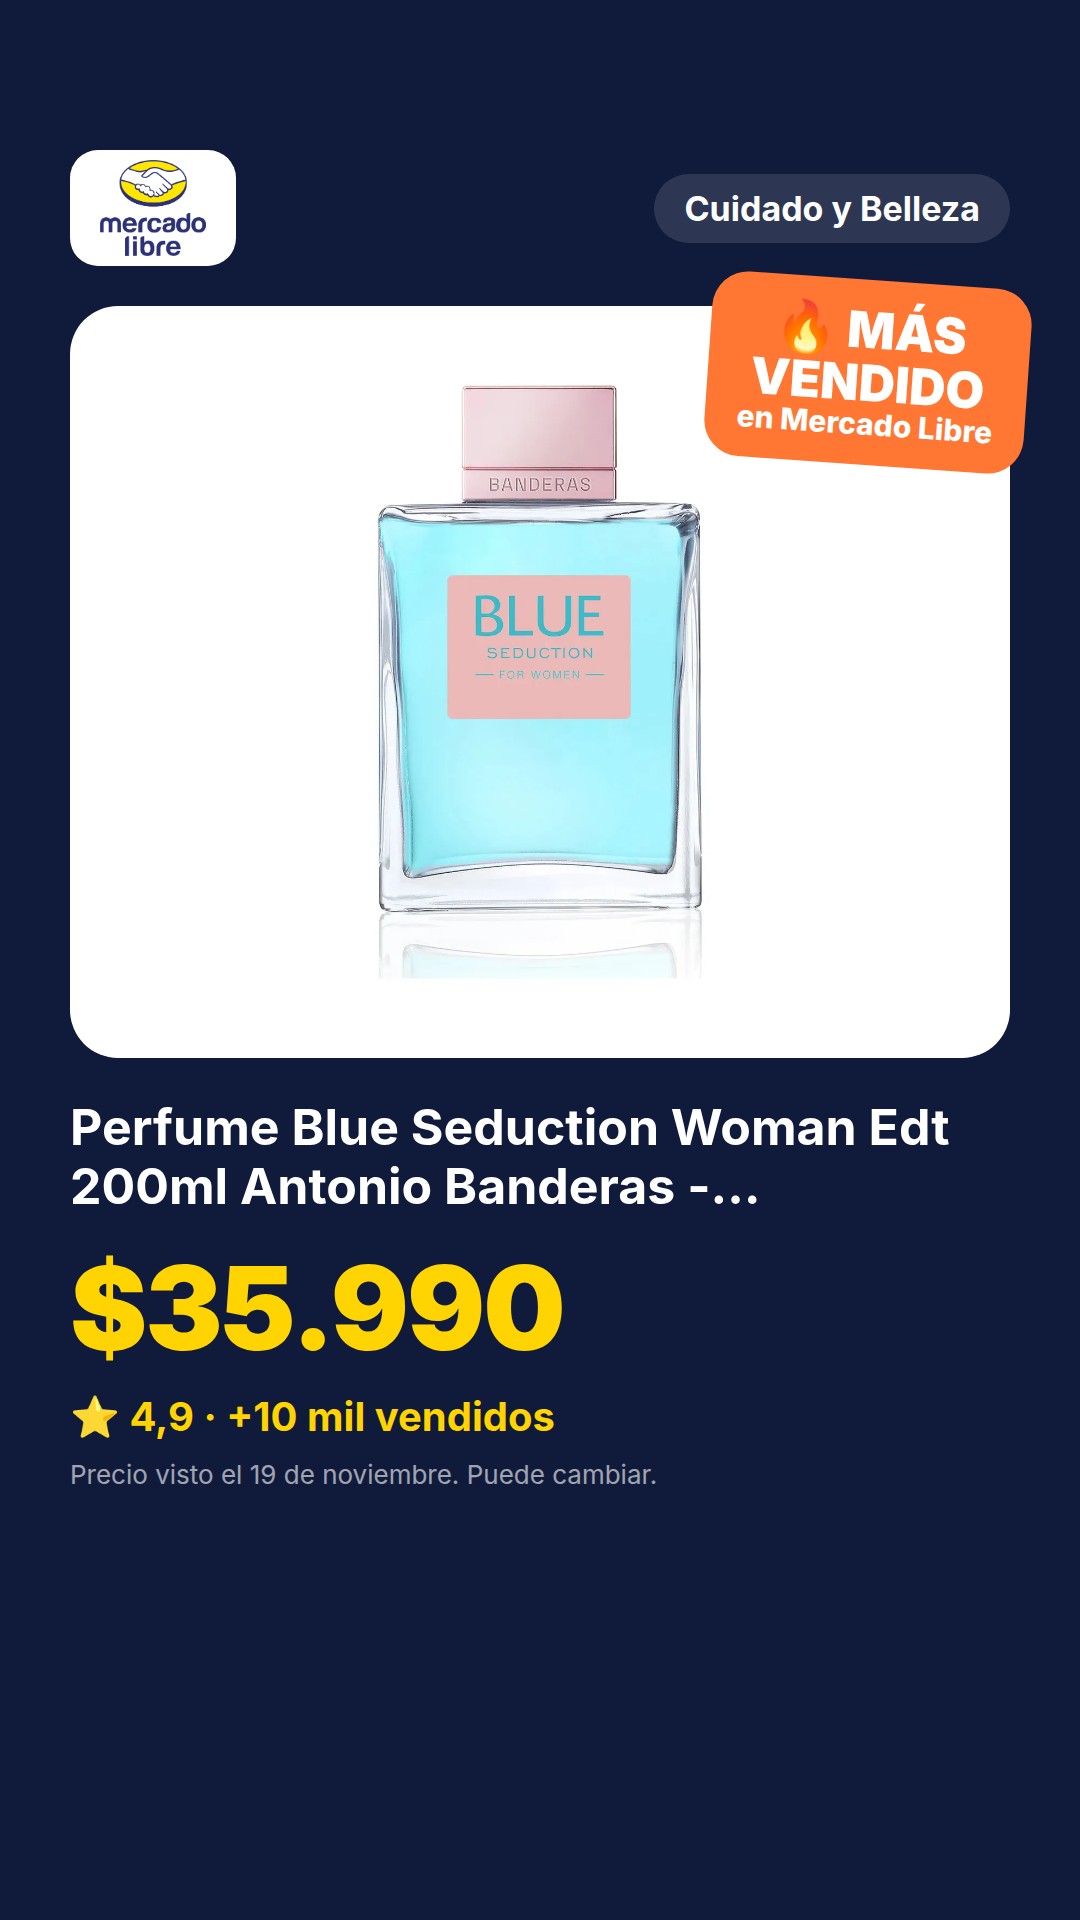 mercado
libre
Cuidado y Belleza
🔥 MÁS
VENDIDO
en Mercado Libre
BANDERAS
BLUE
SEDUCTION
FOR WOMEN
Perfume Blue Seduction Woman Edt
200ml Antonio Banderas -...
$35.990
⭐ 4,9 · +10 mil vendidos
Precio visto el 19 de noviembre. Puede cambiar.